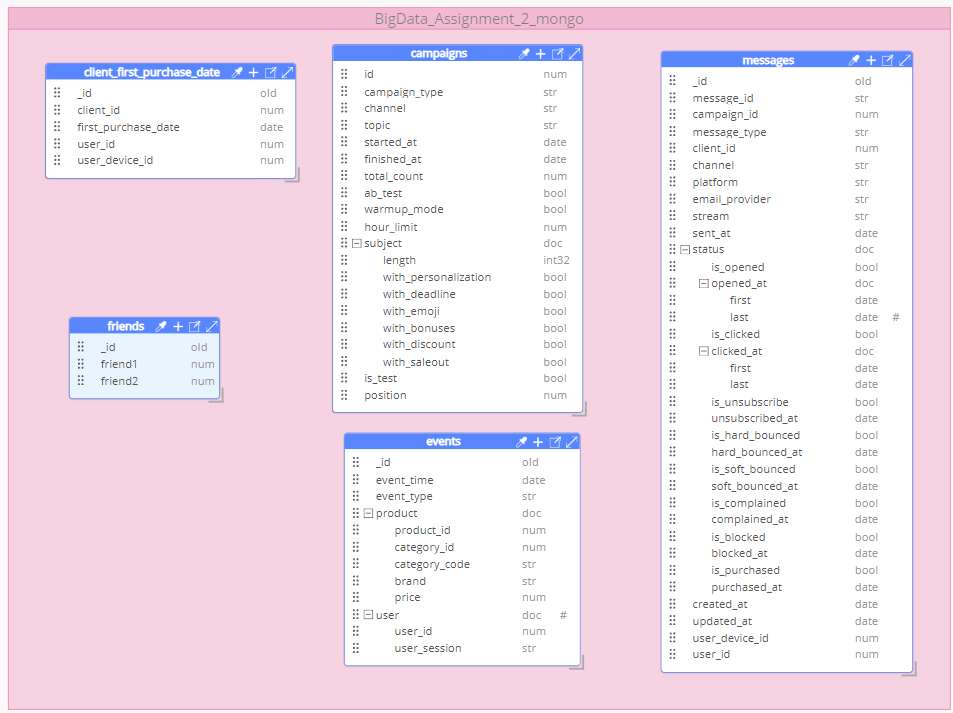 BigData_Assignment_2_mongo
client_first_purchase_date
_id old
client_id num
first_purchase_date date
user_id num
user_device_id num
friends
_id old
friend1 num
friend2 num
campaigns
id num
campaign_type str
channel str
topic str
started_at date
finished_at date
total_count num
ab_test bool
warmup_mode bool
hour_limit num
subject doc
length int32
with_personalization bool
with_deadline bool
with_emoji bool
with_bonuses bool
with_discount bool
with_saleout bool
is_test bool
position num
events
_id old
event_time date
event_type str
product doc
product_id num
category_id num
category_code str
brand str
price num
user doc #
user_id num
user_session str
messages
_id old
message_id str
campaign_id num
message_type str
client_id num
channel str
platform str
email_provider str
stream str
sent_at date
status doc
is_opened bool
opened_at doc
first date
last date #
is_clicked bool
clicked_at doc
first date
last date
is_unsubscribe bool
unsubscribed_at date
is_hard_bounced bool
hard_bounced_at date
is_soft_bounced bool
soft_bounced_at date
is_complained bool
complained_at date
is_blocked bool
blocked_at date
is_purchased bool
purchased_at date
created_at date
updated_at date
user_device_id num
user_id num